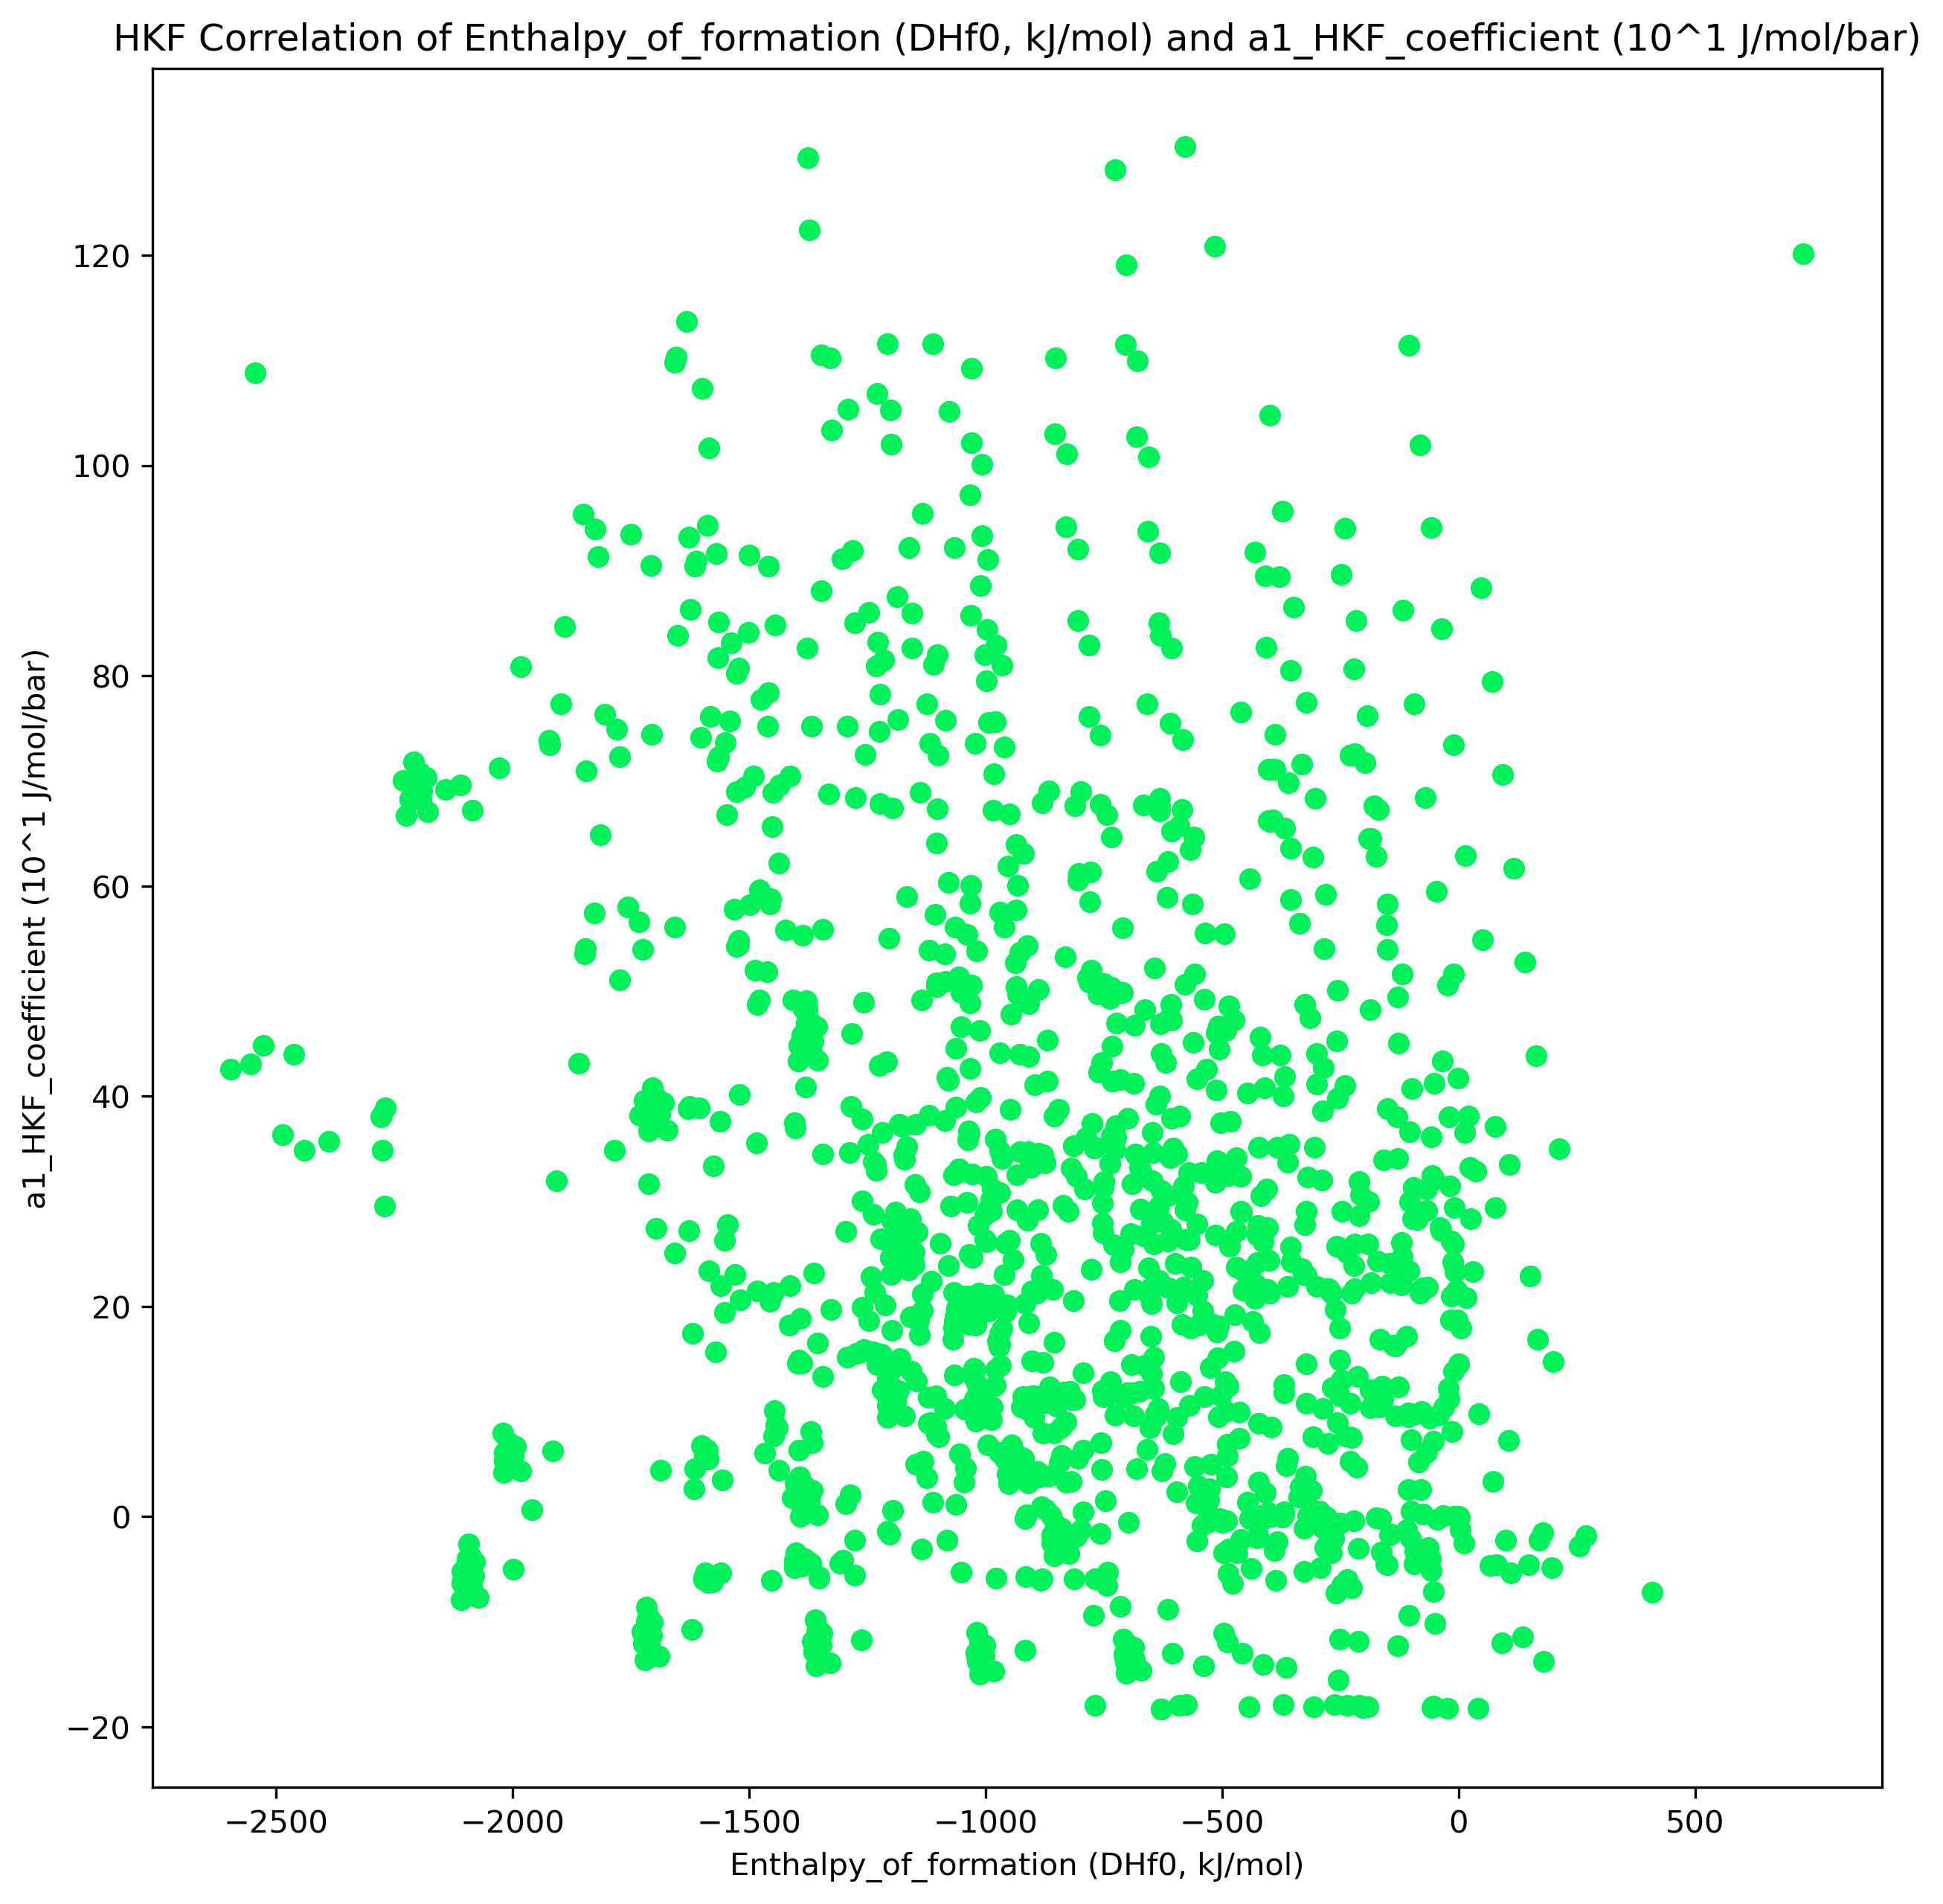 HKF Correlation of Enthalpy_of_formation (DHf0, kJ/mol) and a1_HKF_coefficient (10^1 J/mol/bar)
a1_HKF_coefficient (10^1 J/mol/bar)
120
100
80
60
40
20
0
−20
−2500 −2000 −1500 −1000 −500 0 500
Enthalpy_of_formation (DHf0, kJ/mol)